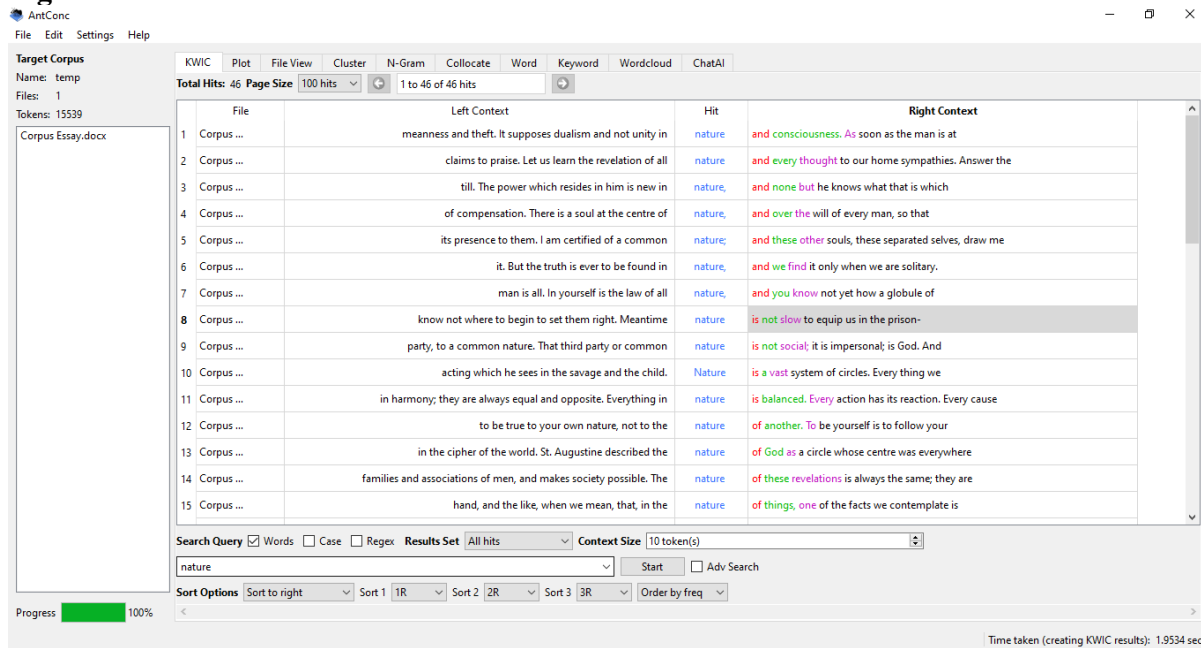 AntConc
File Edit Settings Help
Target Corpus
Name: temp
Files: 1
Tokens: 15539
Corpus Essay.docx
Progress 100%
KWIC Plot File View Cluster N-Gram Collocate Word Keyword Wordcloud ChatAI
Total Hits: 46 Page Size 100 hits 1 to 46 of 46 hits
File Left Context Hit Right Context
1 Corpus ... meanness and theft. It supposes dualism and not unity in nature and consciousness. As soon as the man is at
2 Corpus ... claims to praise. Let us learn the revelation of all nature and every thought to our home sympathies. Answer the
3 Corpus ... till. The power which resides in him is new in nature, and none but he knows what that is which
4 Corpus ... of compensation. There is a soul at the centre of nature, and over the will of every man, so that
5 Corpus ... its presence to them. I am certified of a common nature; and these other souls, these separated selves, draw me
6 Corpus ... it. But the truth is ever to be found in nature, and we find it only when we are solitary.
7 Corpus ... man is all. In yourself is the law of all nature, and you know not yet how a globule of
8 Corpus ... know not where to begin to set them right. Meantime nature is not slow to equip us in the prison-
9 Corpus ... party, to a common nature. That third party or common nature is not social; it is impersonal; is God. And
10 Corpus ... acting which he sees in the savage and the child. Nature is a vast system of circles. Every thing we
11 Corpus ... in harmony; they are always equal and opposite. Everything in nature is balanced. Every action has its reaction. Every cause
12 Corpus ... to be true to your own nature, not to the nature of another. To be yourself is to follow your
13 Corpus ... in the cipher of the world. St. Augustine described the nature of God as a circle whose centre was everywhere
14 Corpus ... families and associations of men, and makes society possible. The nature of these revelations is always the same; they are
15 Corpus ... hand, and the like, when we mean, that, in the nature of things, one of the facts we contemplate is
Search Query Words Case Regex Results Set All hits Context Size 10 token(s)
nature Start Adv Search
Sort Options Sort to right Sort 1 1R Sort 2 2R Sort 3 3R Order by freq
Time taken (creating KWIC results): 1.9534 sec